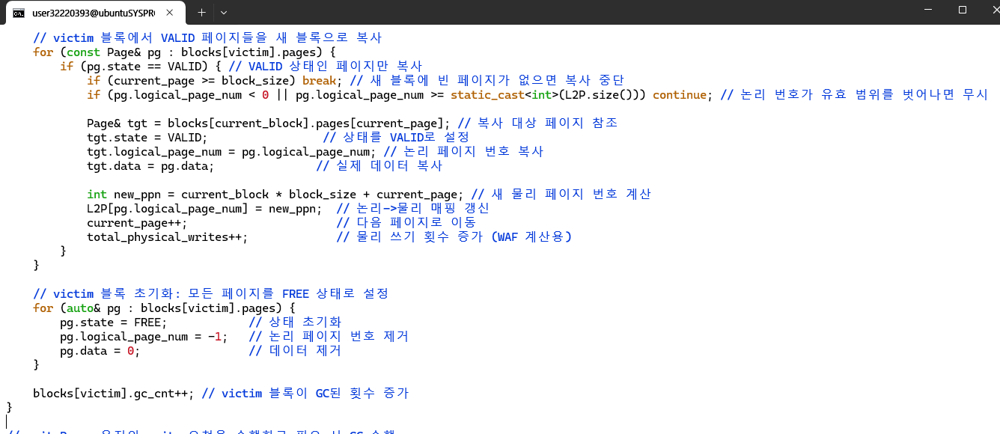 user32220393@ubuntuSYSPR
// victim 블록에서 VALID 페이지들을 새 블록으로 복사
for (const Page& pg : blocks[victim].pages) {
if (pg.state == VALID) { // VALID 상태인 페이지만 복사
if (current_page >= block_size) break; // 새 블록에 빈 페이지가 없으면 복사 중단
if (pg.logical_page_num < 0 || pg.logical_page_num >= static_cast<int>(L2P.size())) continue; // 논리 번호가 유효 범위를 벗어나면 무시
Page& tgt = blocks[current_block].pages[current_page]; // 복사 대상 페이지 참조
tgt.state = VALID; // 상태를 VALID로 설정
tgt.logical_page_num = pg.logical_page_num; // 논리 페이지 번호 복사
tgt.data = pg.data; // 실제 데이터 복사
int new_ppn = current_block * block_size + current_page; // 새 물리 페이지 번호 계산
L2P[pg.logical_page_num] = new_ppn; // 논리->물리 매핑 갱신
current_page++; // 다음 페이지로 이동
total_physical_writes++; // 물리 쓰기 횟수 증가 (WAF 계산용)
}
}
// victim 블록 초기화: 모든 페이지를 FREE 상태로 설정
for (auto& pg : blocks[victim].pages) {
pg.state = FREE; // 상태 초기화
pg.logical_page_num = -1; // 논리 페이지 번호 제거
pg.data = 0; // 데이터 제거
}
blocks[victim].gc_cnt++; // victim 블록이 GC된 횟수 증가
}